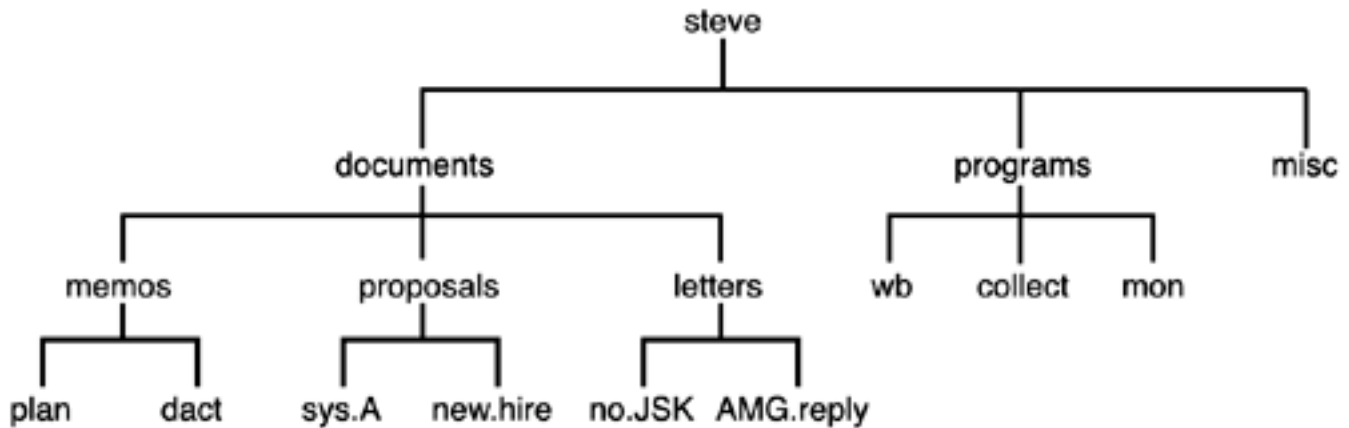 steve
documents programs misc
memos proposals letters wb collect mon
plan dact sys.A new.hire no.JSK AMG.reply